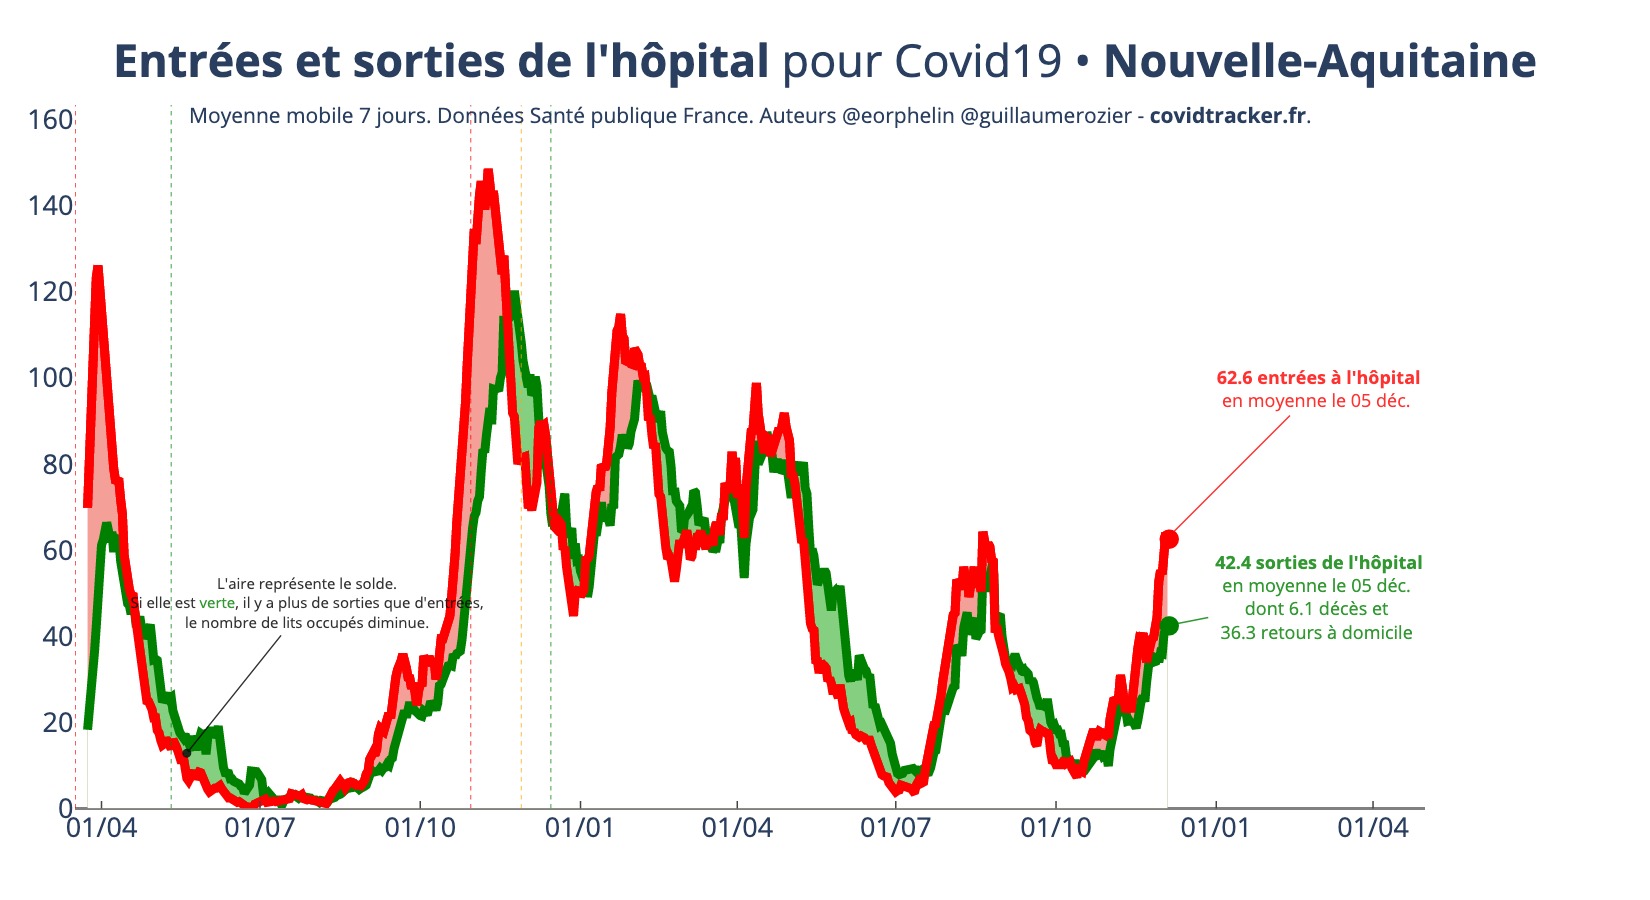 Entrées et sorties de l'hôpital pour Covid19 • Nouvelle-Aquitaine
Moyenne mobile 7 jours. Données Santé publique France. Auteurs @eorphelin @guillaumerozier - covidtracker.fr.
160
140
120
100
80
60
40
20
0
62.6 entrées à l'hôpital
en moyenne le 05 déc.
42.4 sorties de l'hôpital
en moyenne le 05 déc.
dont 6.1 décès et
36.3 retours à domicile
L'aire représente le solde.
Si elle est verte, il y a plus de sorties que d'entrées,
le nombre de lits occupés diminue.
01/04 01/07 01/10 01/01 01/04 01/07 01/10 01/01 01/04